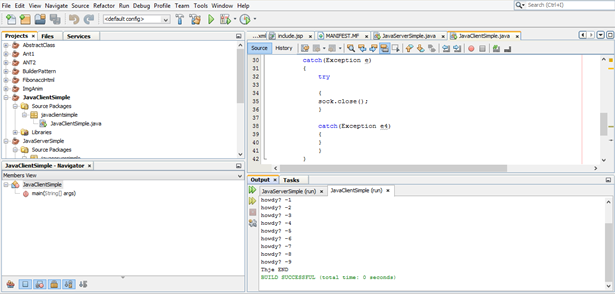 File Edit View Navigate Source Refactor Run Debug Profile Team Tools Window Help
Search (Ctrl+I)
<default config>
Projects Files Services
AbstractClass
Ant1
ANT2
BuilderPattern
FibonacciHtml
ImgAnim
JavaClientSimple
Source Packages
javaclientsimple
JavaClientSimple.java
Libraries
JavaServerSimple
Source Packages
JavaClientSimple - Navigator
Members View
JavaClientSimple
main(String[] args)
...xml include.jsp MANIFEST.MF JavaServerSimple.java JavaClientSimple.java
Source History
30 catch(Exception e)
31 {
32 try
33
34 {
35 sock.close();
36 }
37
38 catch(Exception e4)
39 {
40 }
41 }
42 }
Output Tasks
JavaServerSimple (run) JavaClientSimple (run)
howdy? -1
howdy? -2
howdy? -3
howdy? -4
howdy? -5
howdy? -6
howdy? -7
howdy? -8
howdy? -9
Thje END
BUILD SUCCESSFUL (total time: 0 seconds)